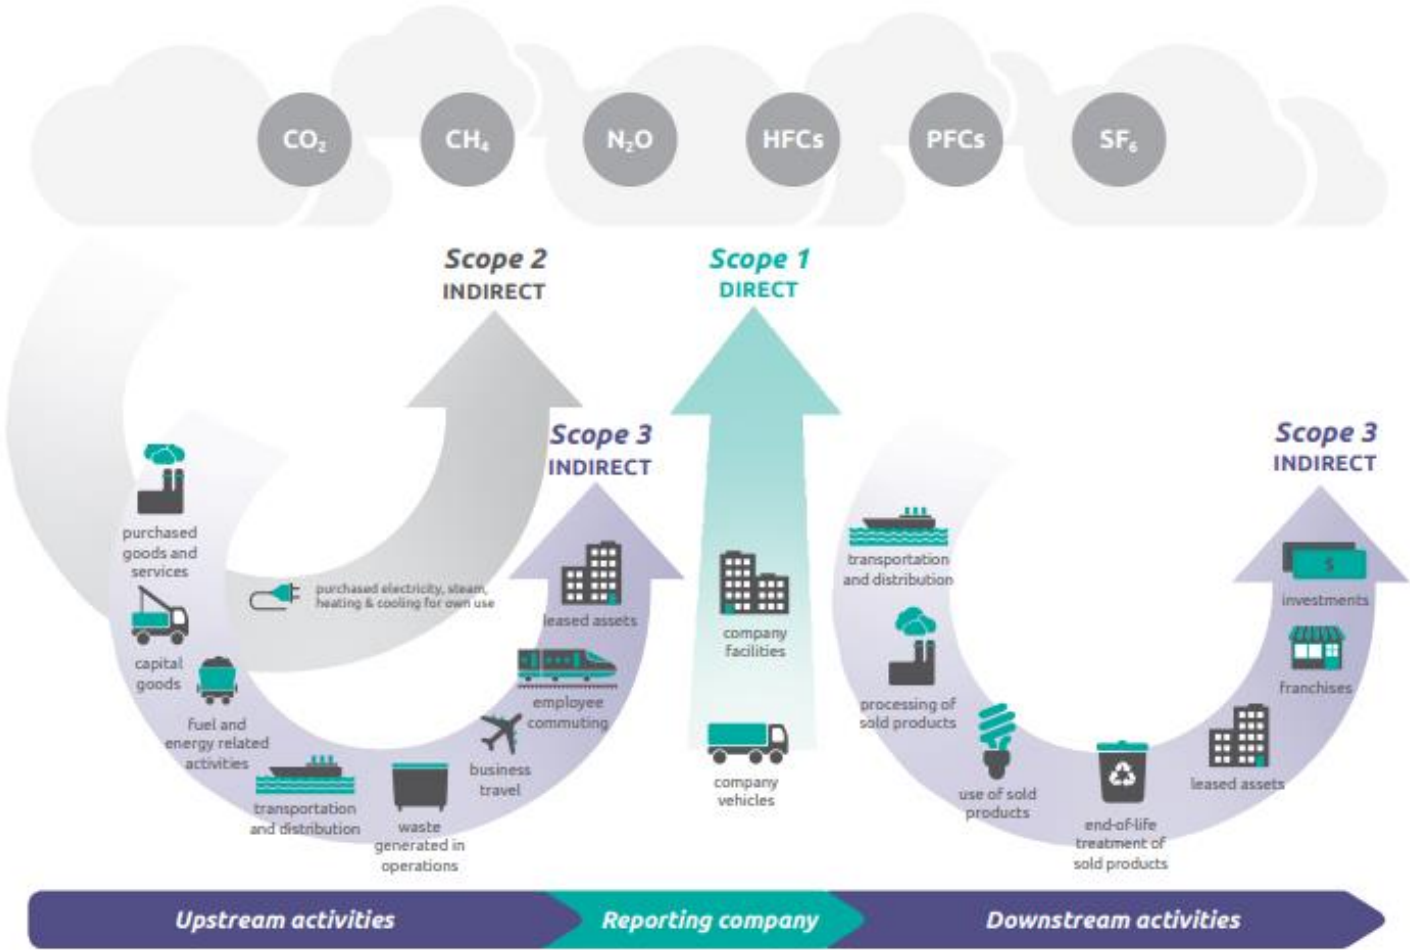 CO₂
CH₄
N₂O
HFCs
PFCs
SF₆
Scope 2
INDIRECT
Scope 1
DIRECT
Scope 3
INDIRECT
Scope 3
INDIRECT
purchased
goods and
services
purchased electricity, steam,
heating & cooling for own use
capital
goods
fuel and
energy related
activities
transportation
and distribution
waste
generated in
operations
business
travel
employee
commuting
leased assets
company
facilities
company
vehicles
transportation
and distribution
processing of
sold products
use of sold
products
end-of-life
treatment of
sold products
leased assets
franchises
$
investments
Upstream activities
Reporting company
Downstream activities